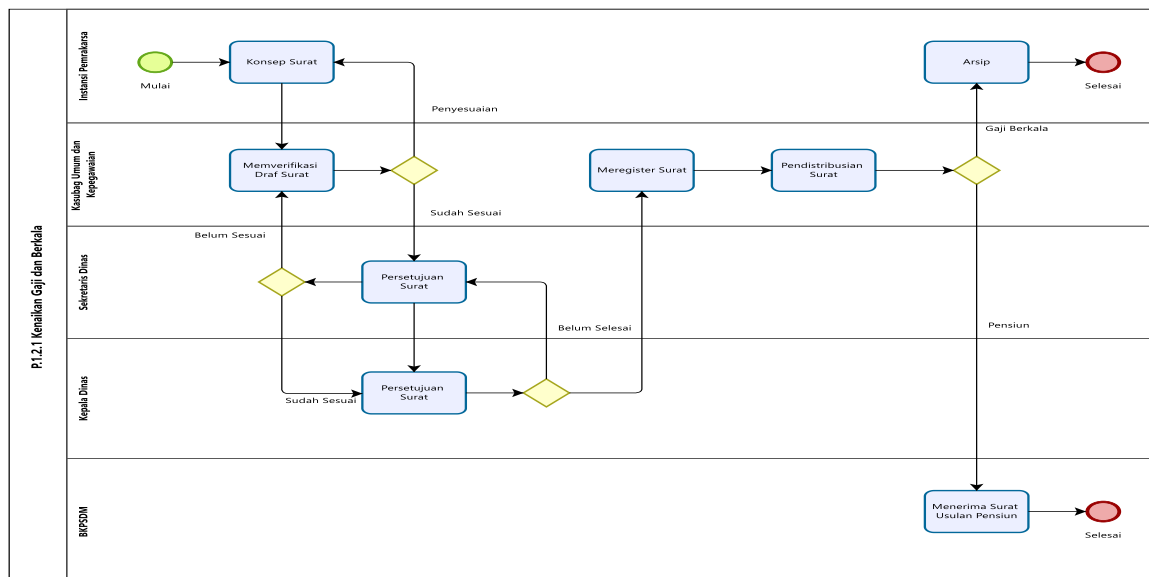 P.1.2.1 Kenaikan Gaji dan Berkala
Instansi Pemrakarsa
Mulai
Konsep Surat
Penyesuaian
Arsip
Selesai
Gaji Berkala
Kasubag Umum dan
Kepegawaian
Memverifikasi
Draf Surat
Sudah Sesuai
Meregister Surat
Pendistribusian
Surat
Sekretaris Dinas
Belum Sesuai
Persetujuan
Surat
Belum Selesai
Pensiun
Kepala Dinas
Sudah Sesuai
Persetujuan
Surat
BKPSDM
Menerima Surat
Usulan Pensiun
Selesai